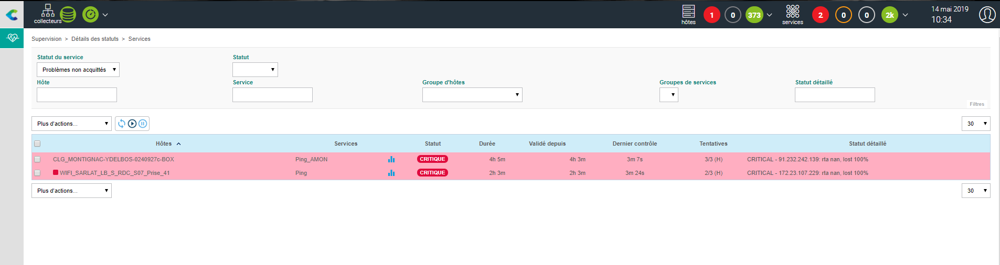 collecteurs
hôtes
1
0
373
services
2
0
0
2k
14 mai 2019
10:34
Supervision > Détails des statuts > Services
Statut du service
Statut
Problèmes non acquittés
Hôte
Service
Groupe d'hôtes
Groupes de services
Statut détaillé
Filtres
Plus d'actions...
30
Hôtes Services Statut Durée Validé depuis Dernier contrôle Tentatives Statut détaillé
CLG_MONTIGNAC-YDELBOS-0240927c-BOX Ping_AMON CRITIQUE 4h 5m 4h 3m 3m 7s 3/3 (H) CRITICAL - 91.232.242.139: rta nan, lost 100%
WIFI_SARLAT_LB_S_RDC_S07_Prise_41 Ping CRITIQUE 2h 3m 2h 3m 3m 24s 2/3 (H) CRITICAL - 172.23.107.229: rta nan, lost 100%
Plus d'actions...
30